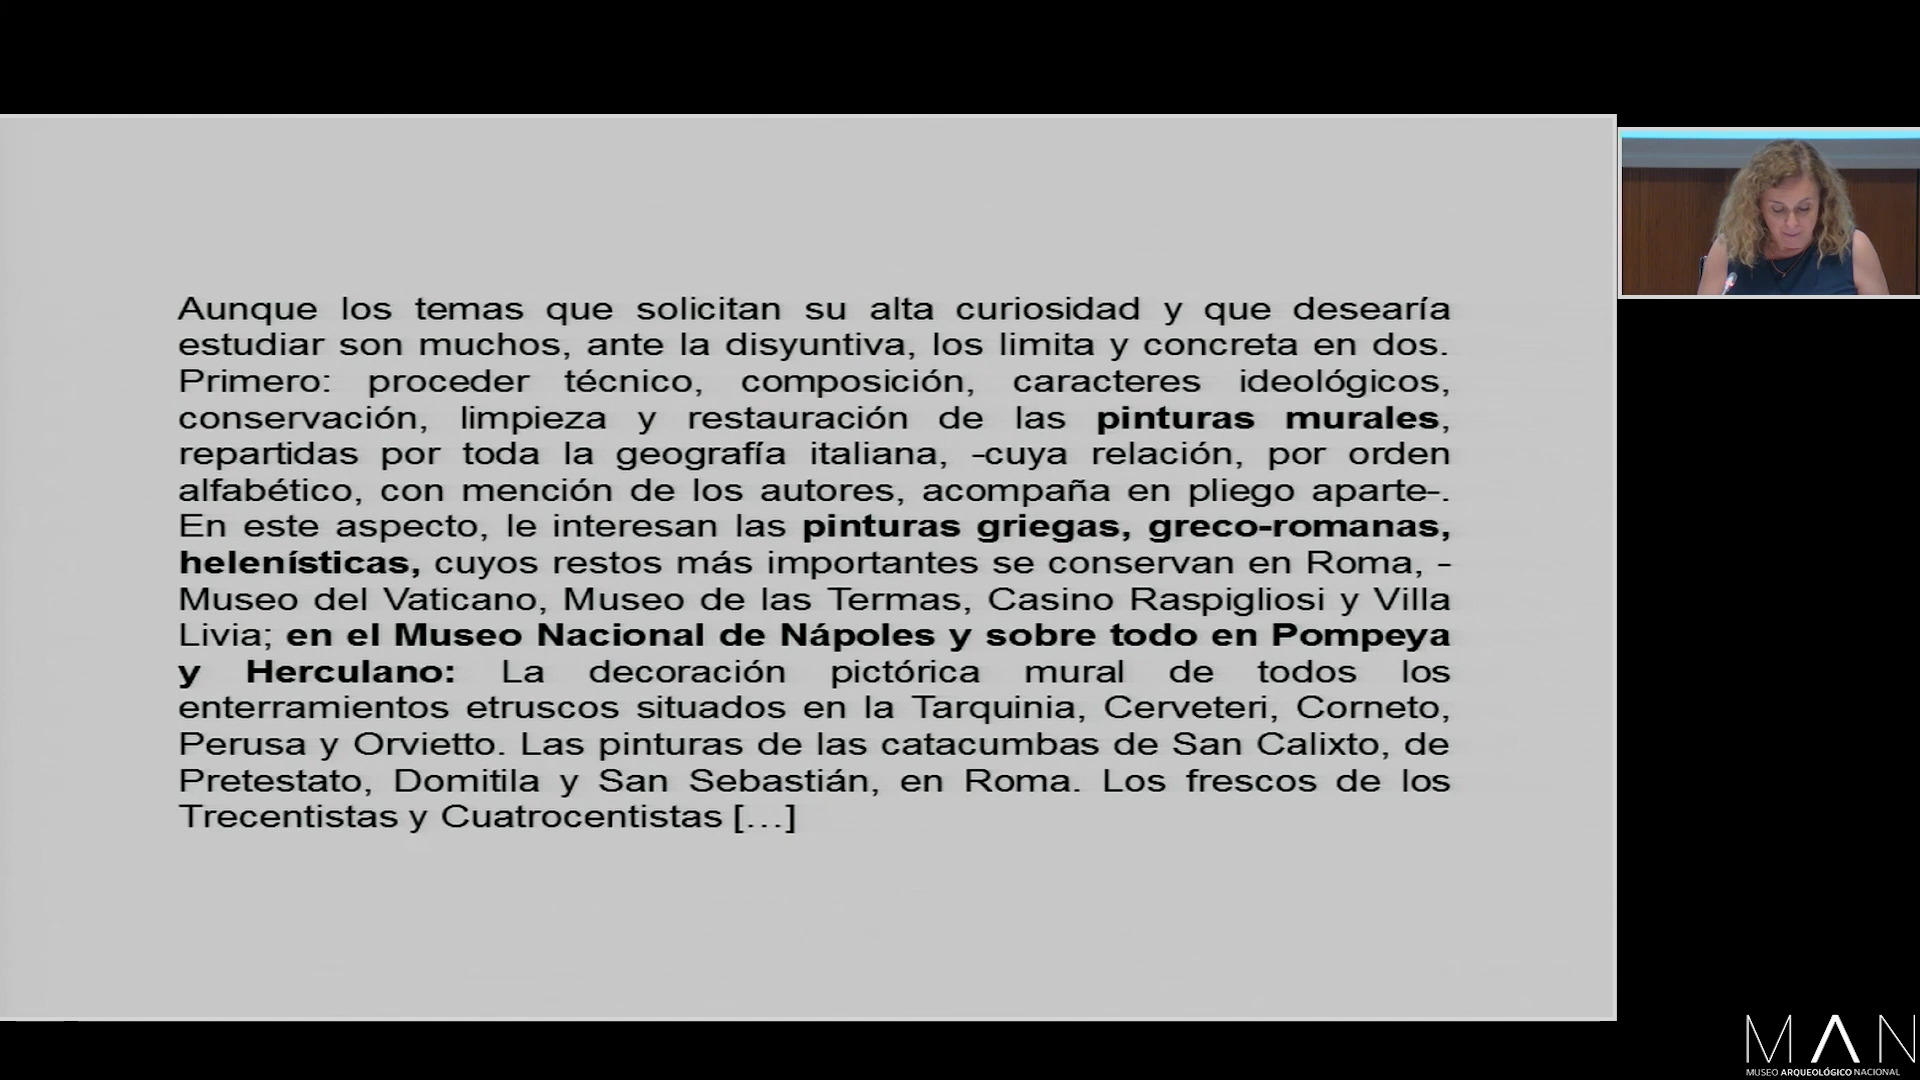 Aunque los temas que solicitan su alta curiosidad y que desearía
estudiar son muchos, ante la disyuntiva, los limita y concreta en dos.
Primero: proceder técnico, composición, caracteres ideológicos,
conservación, limpieza y restauración de las pinturas murales,
repartidas por toda la geografía italiana, -cuya relación, por orden
alfabético, con mención de los autores, acompaña en pliego aparte-.
En este aspecto, le interesan las pinturas griegas, greco-romanas,
helenísticas, cuyos restos más importantes se conservan en Roma, -
Museo del Vaticano, Museo de las Termas, Casino Raspigliosi y Villa
Livia; en el Museo Nacional de Nápoles y sobre todo en Pompeya
y Herculano: La decoración pictórica mural de todos los
enterramientos etruscos situados en la Tarquinia, Cerveteri, Corneto,
Perusa y Orvietto. Las pinturas de las catacumbas de San Calixto, de
Pretestato, Domitila y San Sebastián, en Roma. Los frescos de los
Trecentistas y Cuatrocentistas […]
MAN
MUSEO ARQUEOLÓGICO NACIONAL